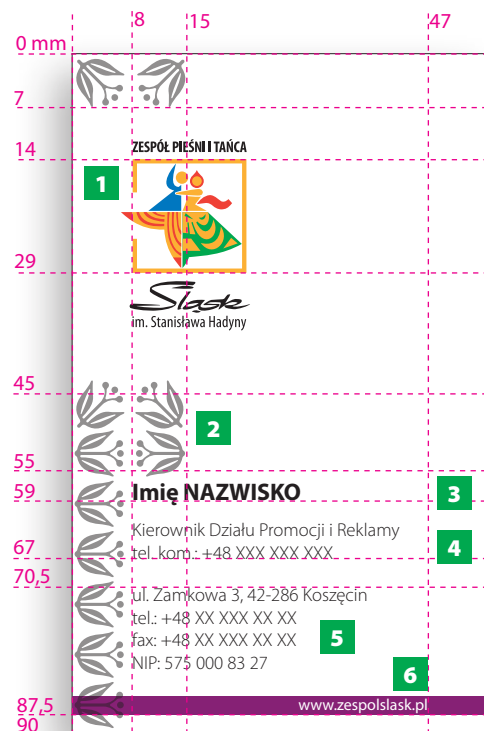 8 15 47
0 mm
7
14
ZESPÓŁ PIEŚNI I TAŃCA
1
29
Śląsk
im. Stanisława Hadyny
45
2
55
59
Imię NAZWISKO
3
Kierownik Działu Promocji i Reklamy
4
67
tel. kom.: +48 XXX XXX XXX
70,5
ul. Zamkowa 3, 42-286 Koszęcin
tel.: +48 XX XXX XX XX
fax: +48 XX XXX XX XX
5
NIP: 575 000 83 27
6
87,5
www.zespolslask.pl
90